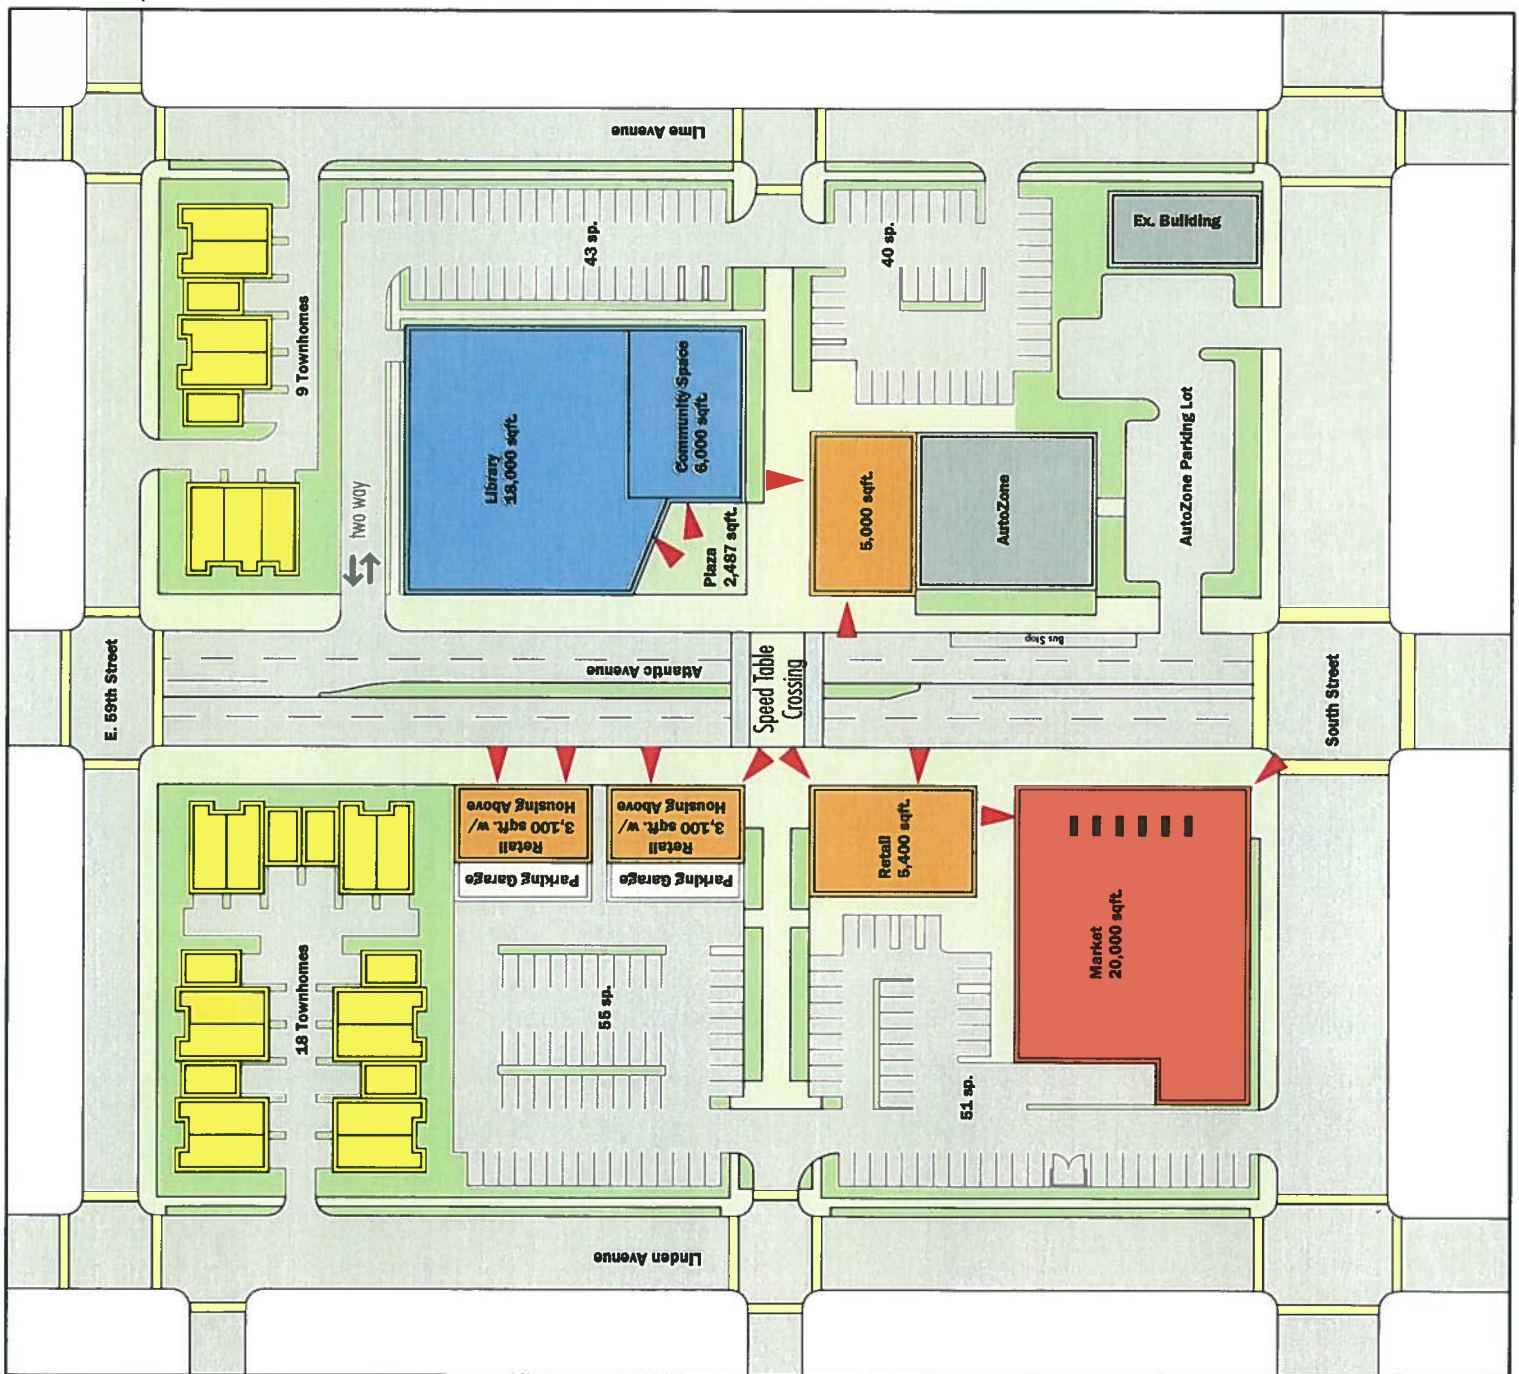 Lime Avenue
43 sp.
40 sp.
Ex. Building
9 Townhomes
Library
18,000 sqft.
Community Space
6,000 sqft.
Plaza
2,487 sqft.
5,000 sqft.
AutoZone
AutoZone Parking Lot
two way
E. 59th Street
Atlantic Avenue
Speed Table
Crossing
Bus Stop
South Street
Retail
3,100 sqft. w/
Housing Above
Parking Garage
Retail
3,100 sqft. w/
Housing Above
Parking Garage
Retail
5,400 sqft.
Market
20,000 sqft.
18 Townhomes
55 sp.
51 sp.
Linden Avenue